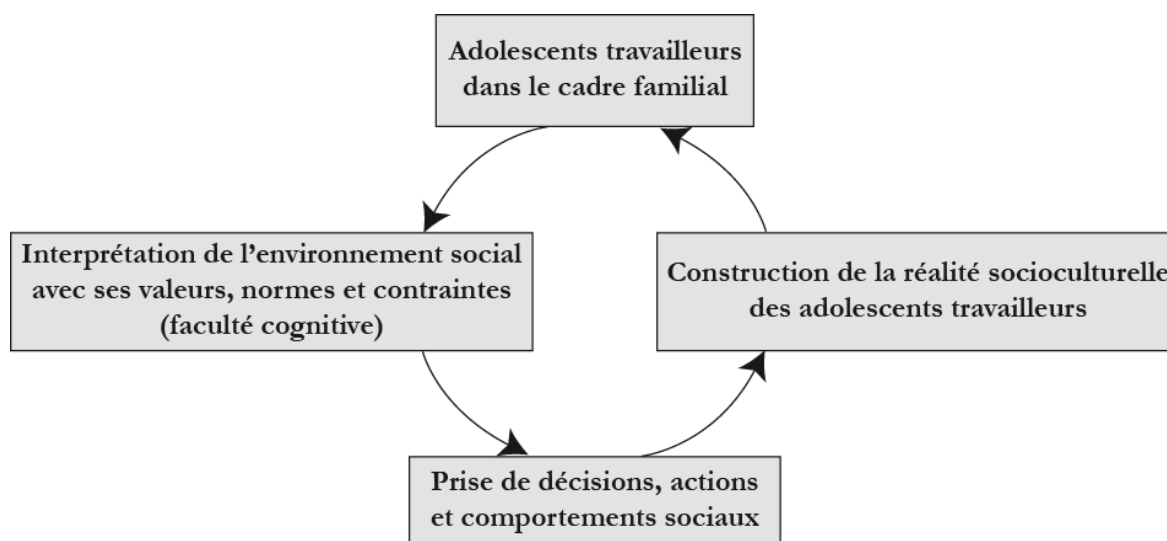 Adolescents travailleurs
dans le cadre familial
Interprétation de l’environnement social
avec ses valeurs, normes et contraintes
(faculté cognitive)
Construction de la réalité socioculturelle
des adolescents travailleurs
Prise de décisions, actions
et comportements sociaux